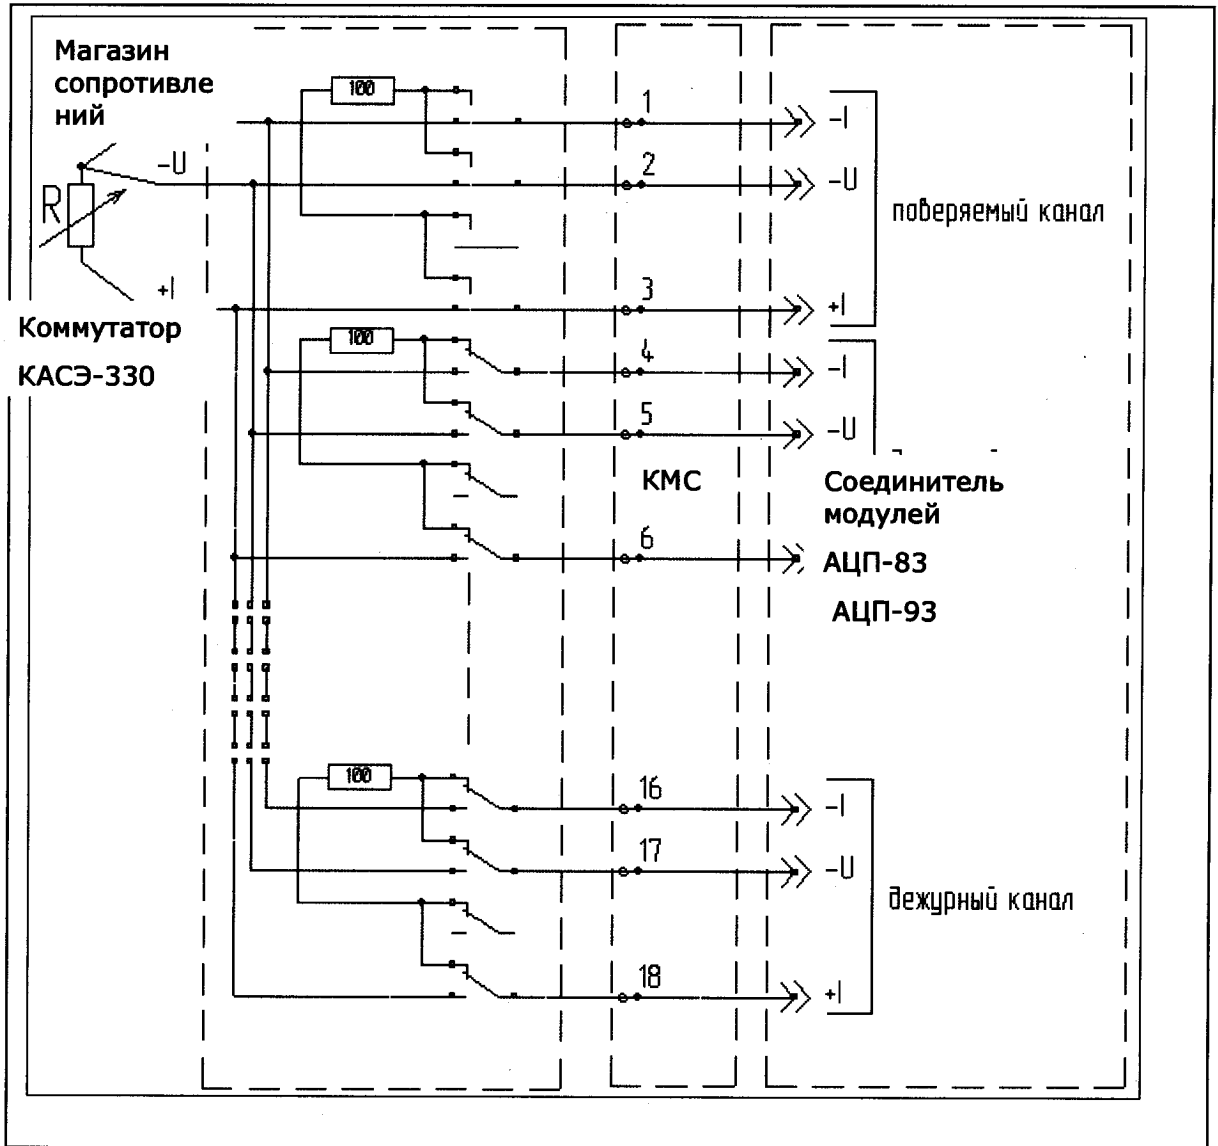 Магазин
сопротивле
ний
100
1
-I
-U
2
-U
R
поверяемый канал
+I
3
+I
Коммутатор
КАСЭ-330
100
4
-I
5
-U
КМС
Соединитель
модулей
6
АЦП-83
АЦП-93
100
16
-I
17
-U
дежурный канал
18
+I